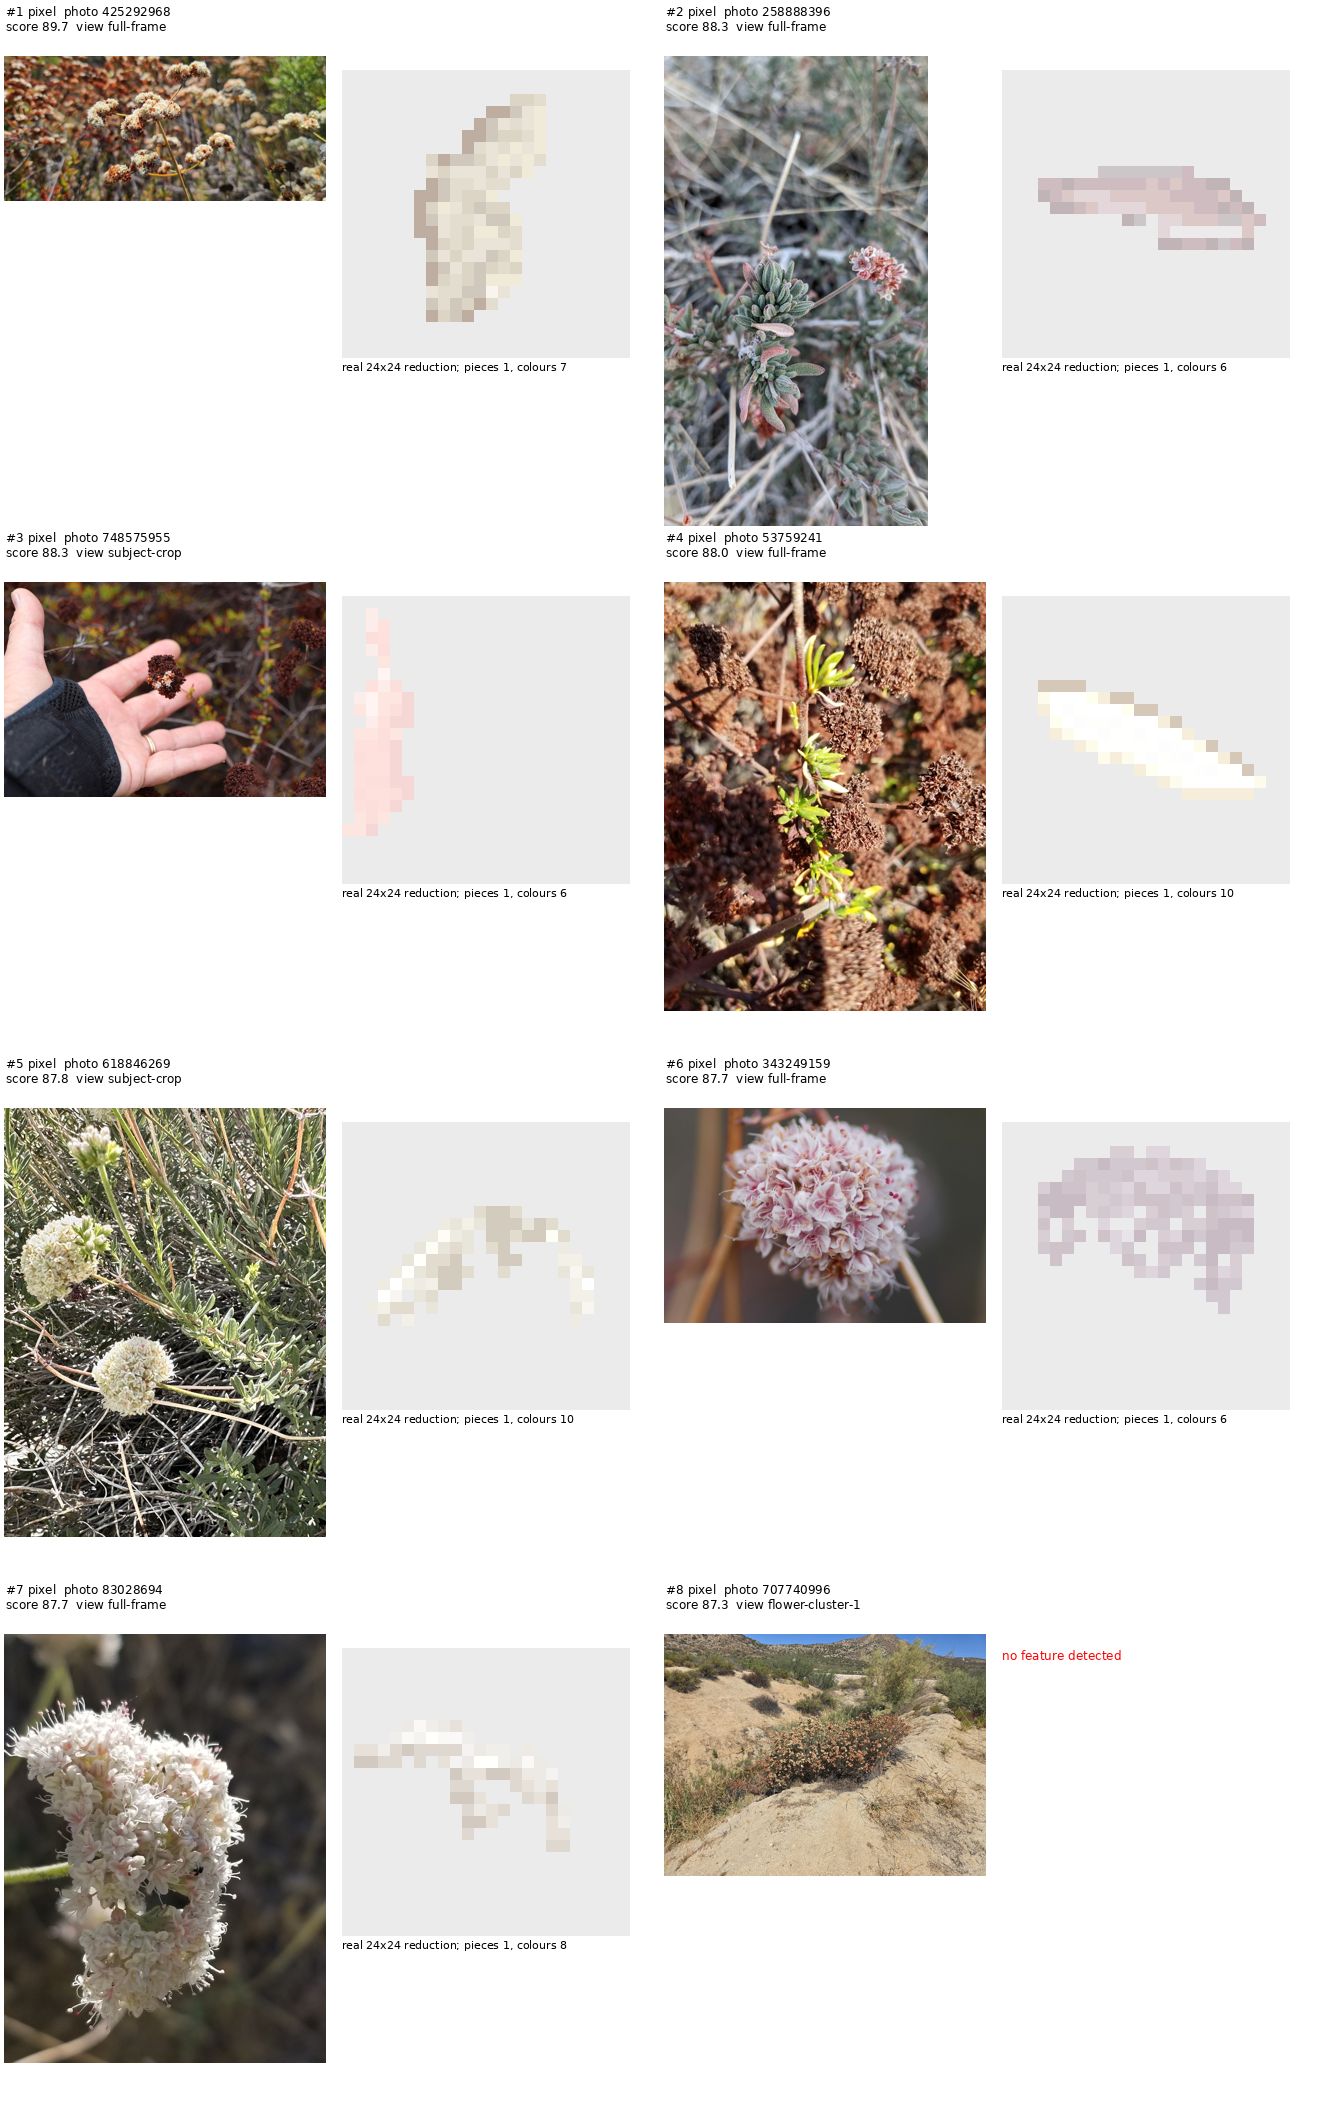 #1 pixel photo 425292968
score 89.7 view full-frame
real 24x24 reduction; pieces 1, colours 7
#2 pixel photo 258888396
score 88.3 view full-frame
real 24x24 reduction; pieces 1, colours 6
#3 pixel photo 748575955
score 88.3 view subject-crop
real 24x24 reduction; pieces 1, colours 6
#4 pixel photo 53759241
score 88.0 view full-frame
real 24x24 reduction; pieces 1, colours 10
#5 pixel photo 618846269
score 87.8 view subject-crop
real 24x24 reduction; pieces 1, colours 10
#6 pixel photo 343249159
score 87.7 view full-frame
real 24x24 reduction; pieces 1, colours 6
#7 pixel photo 83028694
score 87.7 view full-frame
real 24x24 reduction; pieces 1, colours 8
#8 pixel photo 707740996
score 87.3 view flower-cluster-1
no feature detected